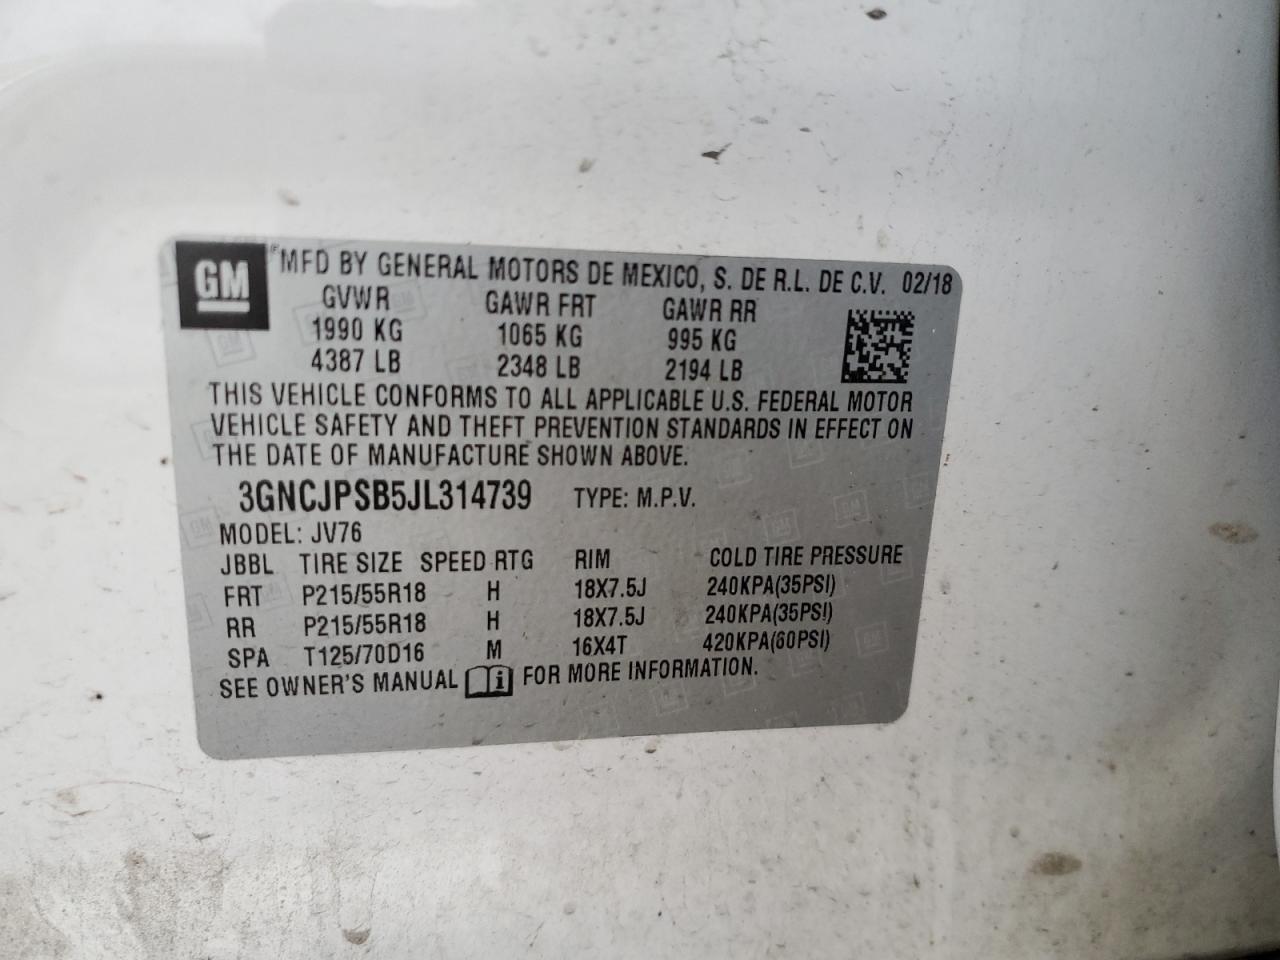 GM
MFD BY GENERAL MOTORS DE MEXICO, S. DE R.L. DE C.V. 02/18
GVWR GAWR FRT GAWR RR
1990 KG 1065 KG 995 KG
4387 LB 2348 LB 2194 LB
THIS VEHICLE CONFORMS TO ALL APPLICABLE U.S. FEDERAL MOTOR
VEHICLE SAFETY AND THEFT PREVENTION STANDARDS IN EFFECT ON
THE DATE OF MANUFACTURE SHOWN ABOVE.
3GNCJPSB5JL314739 TYPE: M.P.V.
MODEL: JV76
JBBL TIRE SIZE SPEED RTG RIM COLD TIRE PRESSURE
FRT P215/55R18 H 18X7.5J 240KPA(35PSI)
RR P215/55R18 H 18X7.5J 240KPA(35PSI)
SPA T125/70D16 M 16X4T 420KPA(60PSI)
SEE OWNER'S MANUAL i FOR MORE INFORMATION.